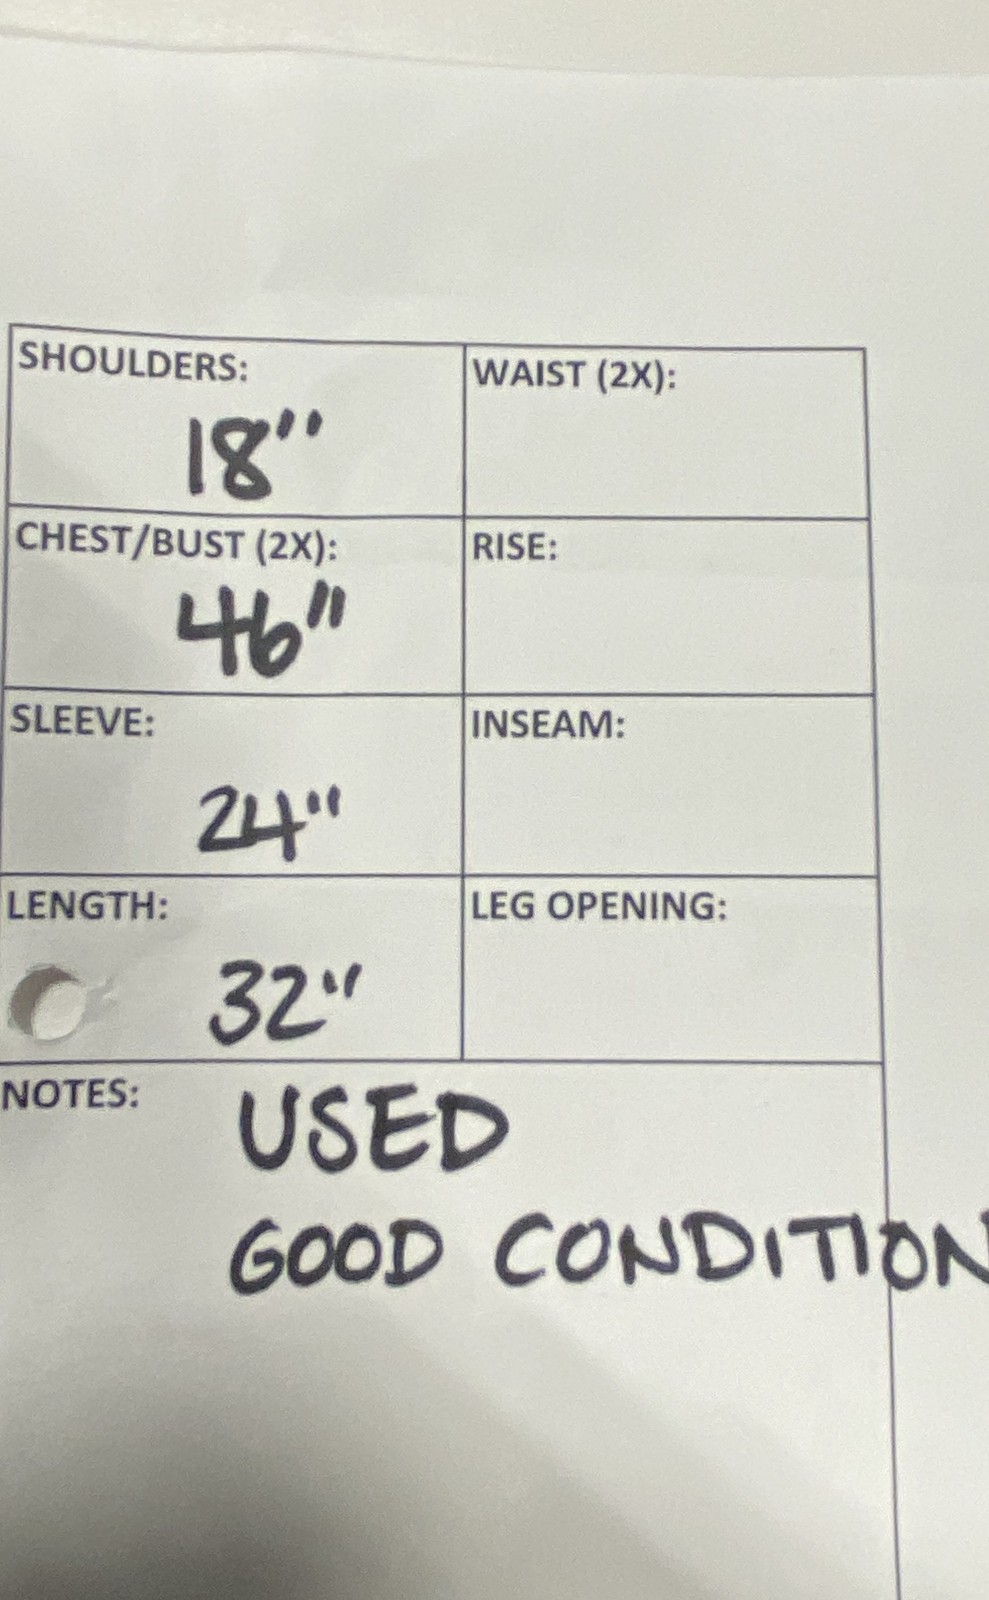 SHOULDERS:
18"
WAIST (2X):
CHEST/BUST (2X):
46"
RISE:
SLEEVE:
24"
INSEAM:
LENGTH:
32"
LEG OPENING:
NOTES:
USED
GOOD CONDITION